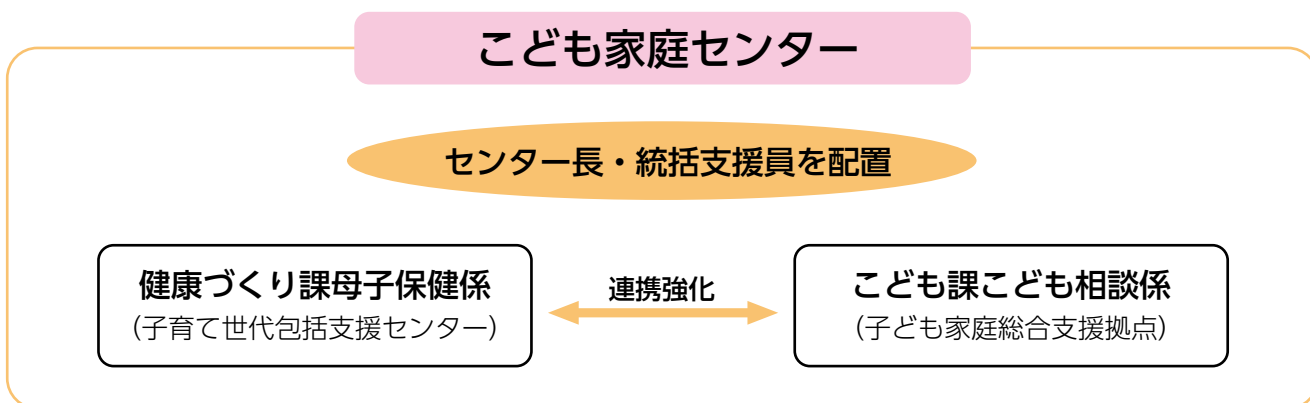 こども家庭センター
センター長・統括支援員を配置
健康づくり課母子保健係
(子育て世代包括支援センター)
連携強化
こども課こども相談係
(子ども家庭総合支援拠点)